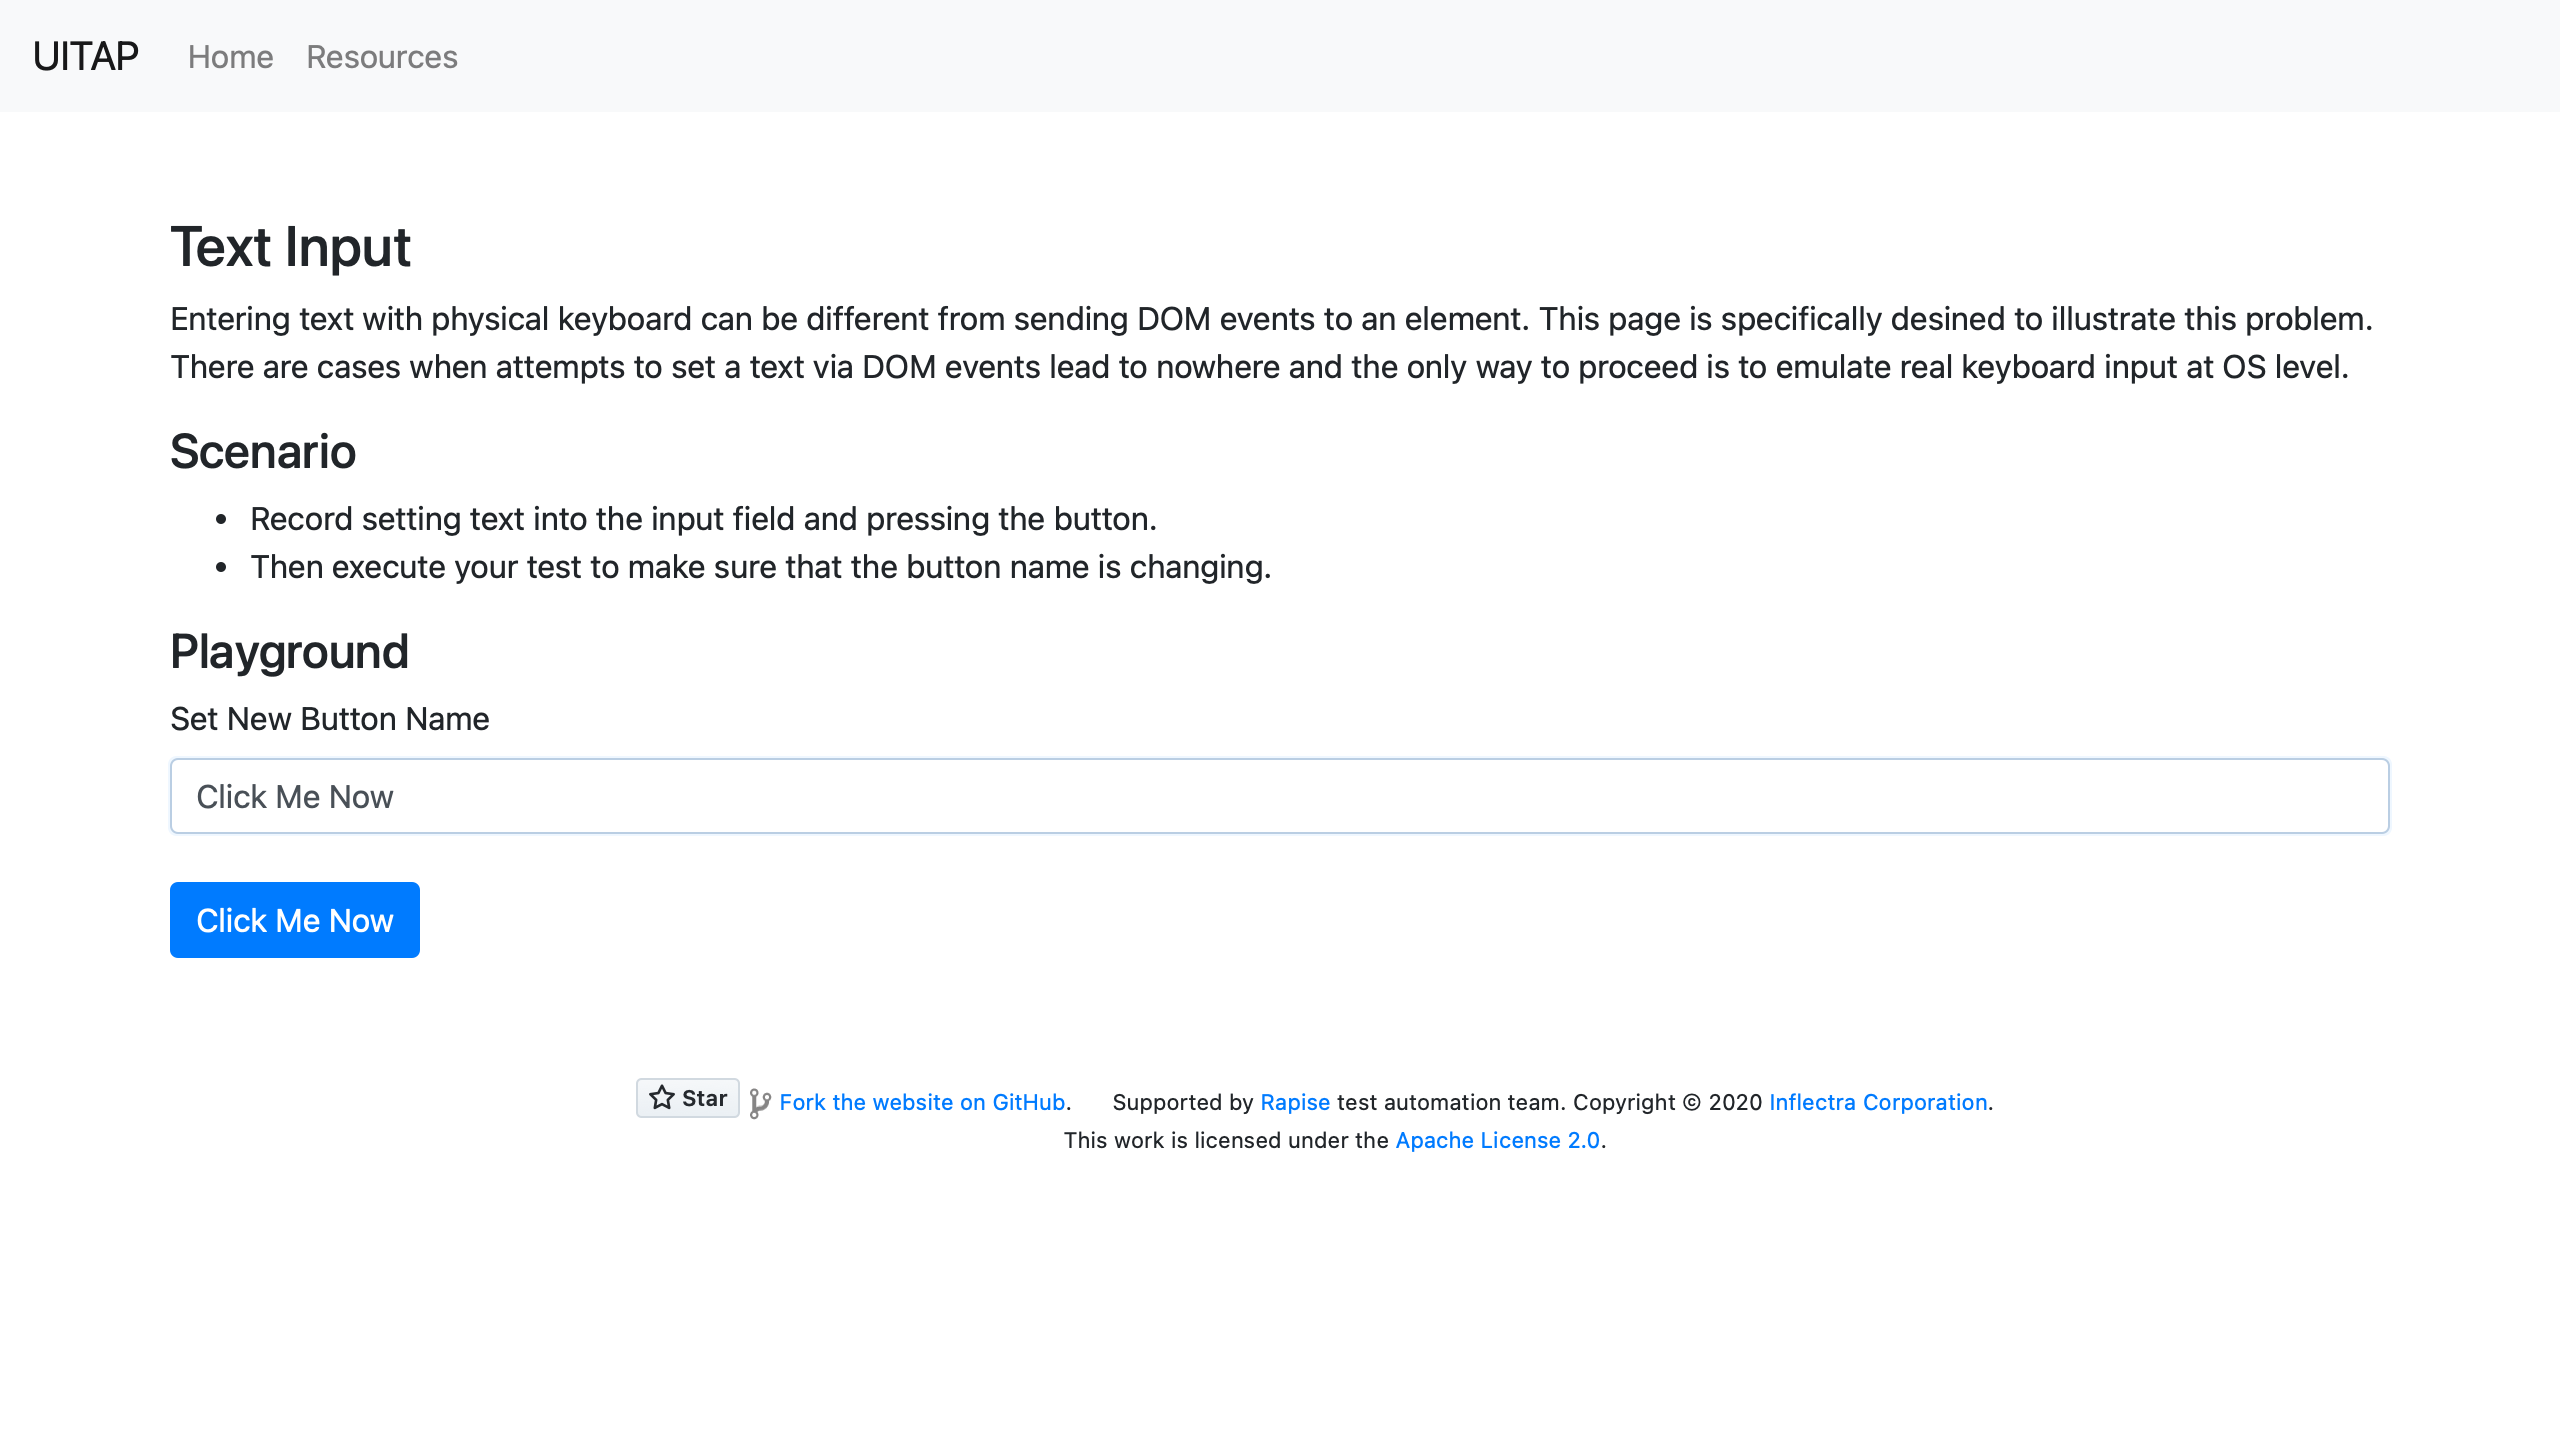 UITAP Home Resources
Text Input
Entering text with physical keyboard can be different from sending DOM events to an element. This page is specifically desined to illustrate this problem.
There are cases when attempts to set a text via DOM events lead to nowhere and the only way to proceed is to emulate real keyboard input at OS level.
Scenario
• Record setting text into the input field and pressing the button.
• Then execute your test to make sure that the button name is changing.
Playground
Set New Button Name
Click Me Now
Click Me Now
Star Fork the website on GitHub. Supported by Rapise test automation team. Copyright © 2020 Inflectra Corporation.
This work is licensed under the Apache License 2.0.